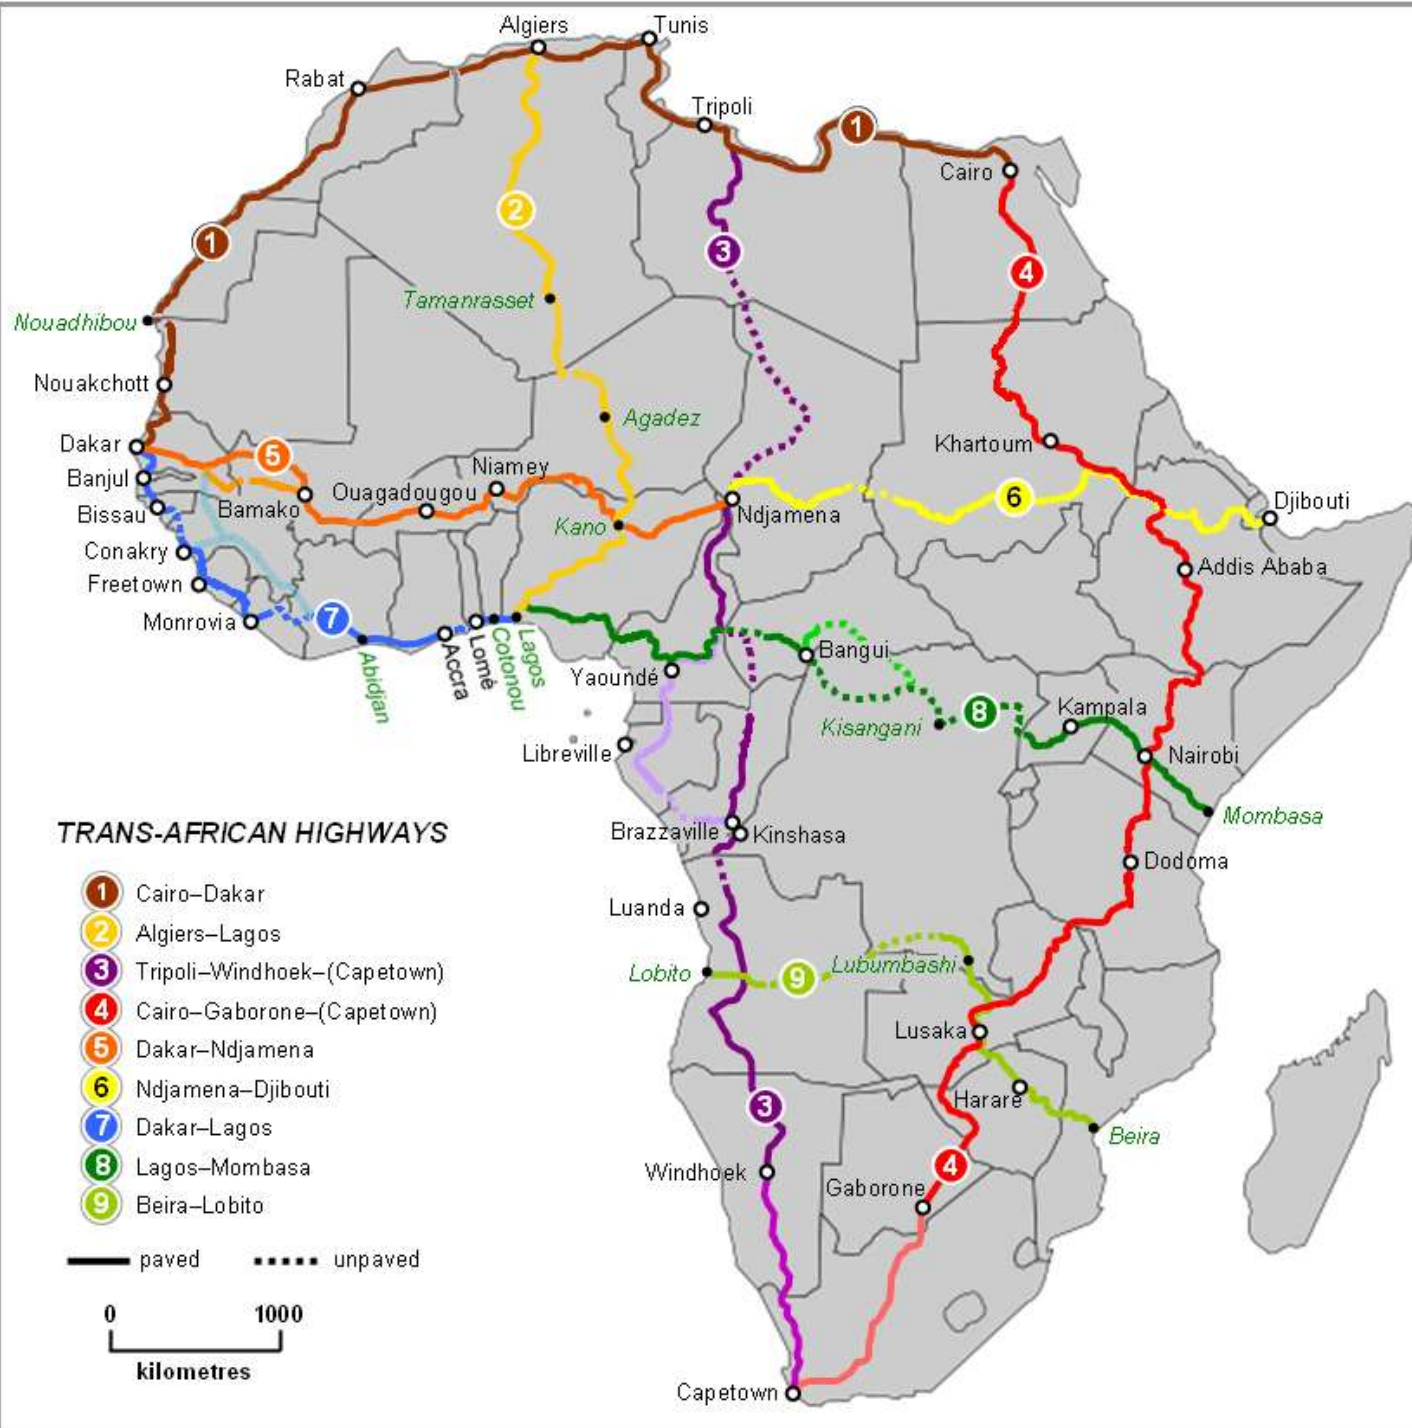 Algiers
Tunis
Rabat
Tripoli
1
Cairo
2
1
3
4
Tamanrasset
Nouadhibou
Nouakchott
Agadez
Dakar
5
Khartoum
Niamey
Banjul
Ouagadougou
6
Djibouti
Bissau
Bamako
Kano
Ndjamena
Conakry
Addis Ababa
Freetown
Monrovia
7
Bangui
Abidjan
Accra
Lomé
Cotonou
Lagos
Yaoundé
8
Kampala
Kisangani
Libreville
Nairobi
Mombasa
Brazzaville
Kinshasa
Dodoma
Luanda
Lobito
9
Lubumbashi
Lusaka
Harare
3
Beira
4
Windhoek
Gaborone
Capetown
TRANS-AFRICAN HIGHWAYS
1 Cairo–Dakar
2 Algiers–Lagos
3 Tripoli–Windhoek–(Capetown)
4 Cairo–Gaborone–(Capetown)
5 Dakar–Ndjamena
6 Ndjamena–Djibouti
7 Dakar–Lagos
8 Lagos–Mombasa
9 Beira–Lobito
paved unpaved
0 1000
kilometres